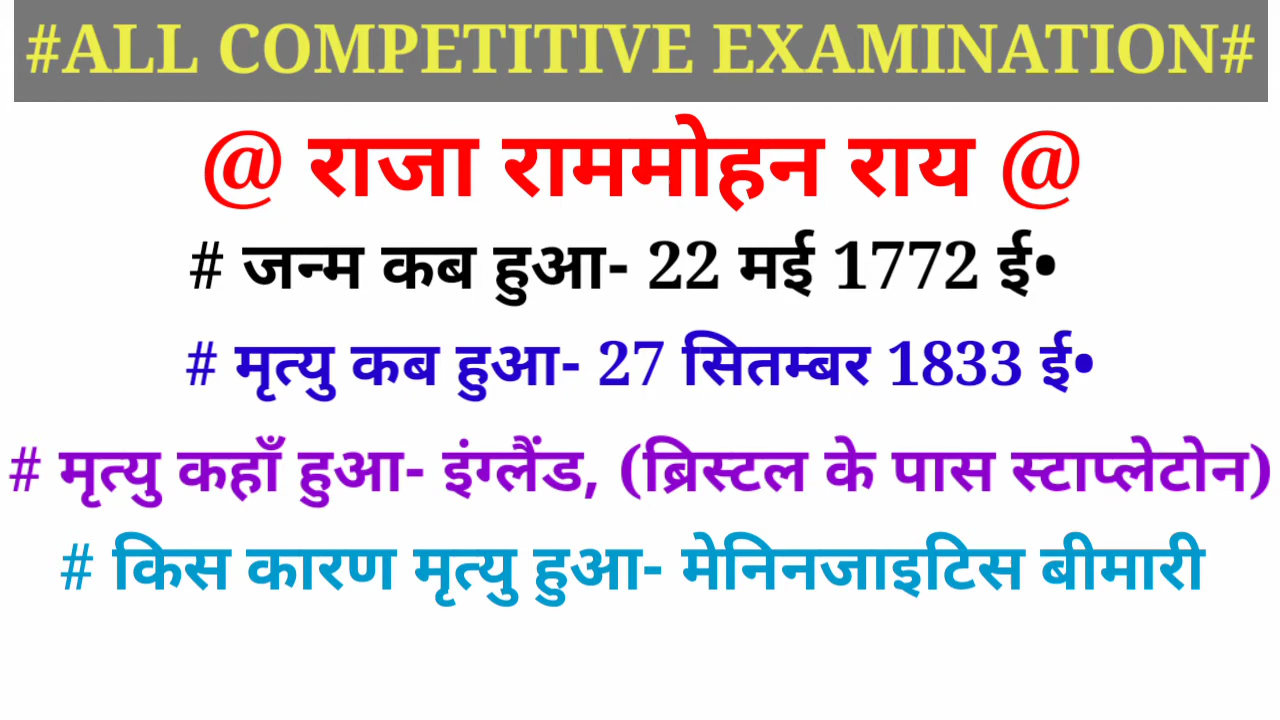 #ALL COMPETITIVE EXAMINATION#
@ राजा राममोहन राय @
# जन्म कब हुआ- 22 मई 1772 ई•
# मृत्यु कब हुआ- 27 सितम्बर 1833 ई•
# मृत्यु कहाँ हुआ- इंग्लैंड, (ब्रिस्टल के पास स्टाप्लेटोन)
# किस कारण मृत्यु हुआ- मेनिनजाइटिस बीमारी